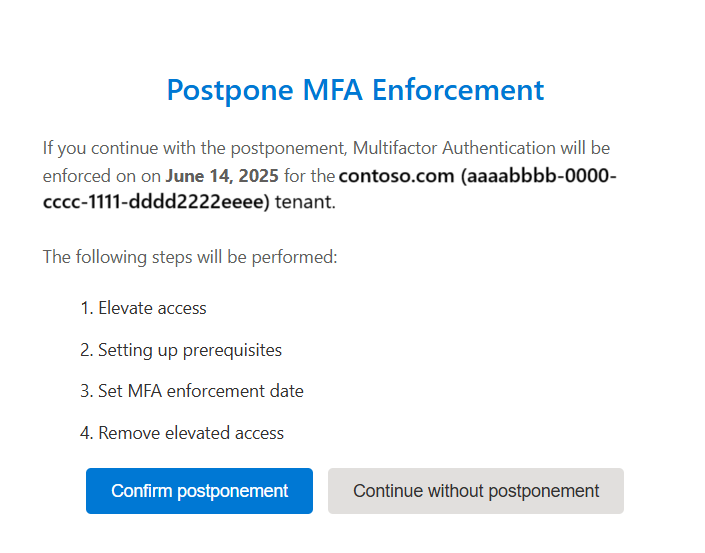 Postpone MFA Enforcement
If you continue with the postponement, Multifactor Authentication will be
enforced on on June 14, 2025 for the contoso.com (aaaabbbb-0000-
cccc-1111-dddd2222eeee) tenant.
The following steps will be performed:
1. Elevate access
2. Setting up prerequisites
3. Set MFA enforcement date
4. Remove elevated access
Confirm postponement Continue without postponement